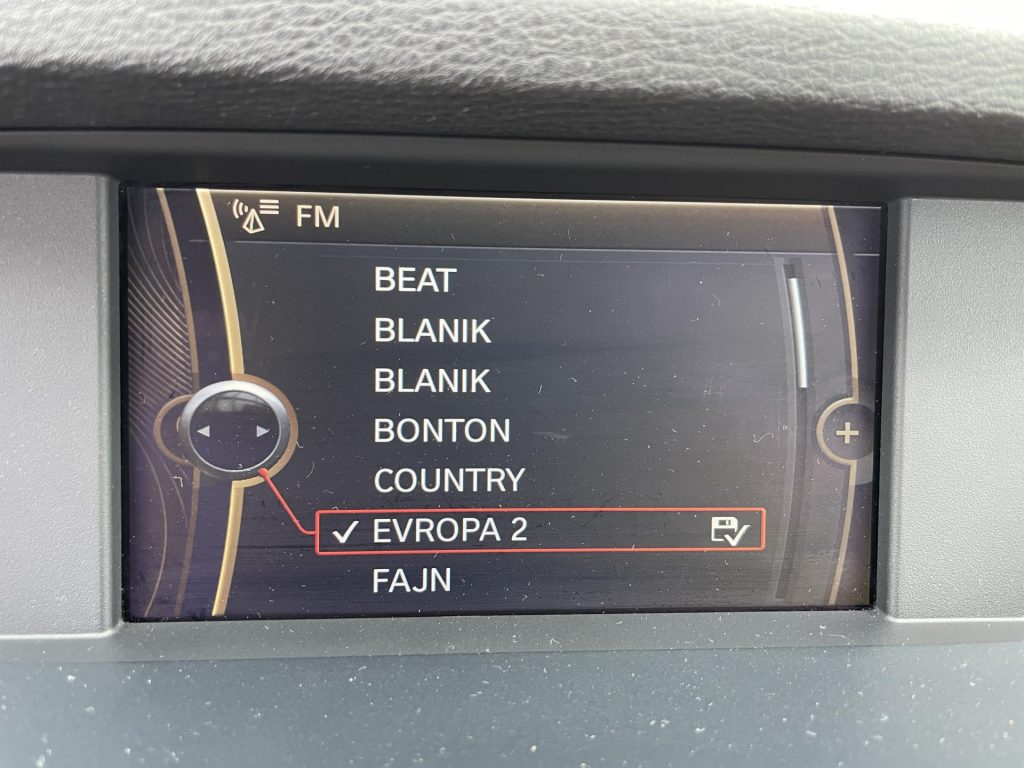 FM
BEAT
BLANIK
BLANIK
BONTON
COUNTRY
EVROPA 2
FAJN